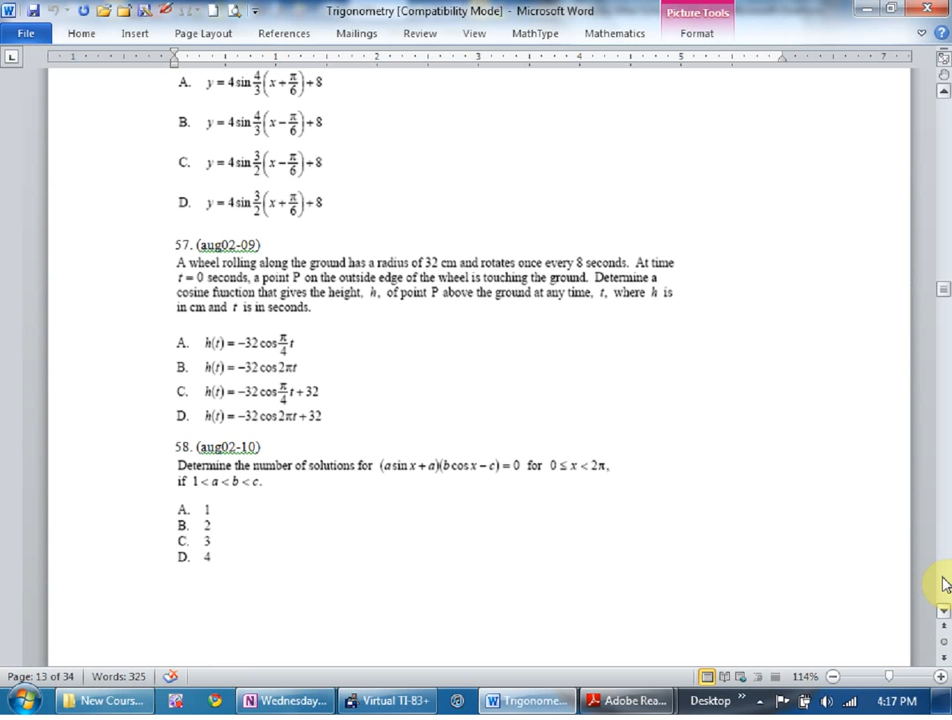 Trigonometry [Compatibility Mode] - Microsoft Word
Picture Tools
File Home Insert Page Layout References Mailings Review View MathType Mathematics Format
1 1 2 3 4 5 7
A. y = 4 sin 4/3 (x + π/6) + 8
B. y = 4 sin 4/3 (x − π/6) + 8
C. y = 4 sin 3/2 (x − π/6) + 8
D. y = 4 sin 3/2 (x + π/6) + 8
57. (aug02-09)
A wheel rolling along the ground has a radius of 32 cm and rotates once every 8 seconds. At time
t = 0 seconds, a point P on the outside edge of the wheel is touching the ground. Determine a
cosine function that gives the height, h, of point P above the ground at any time, t, where h is
in cm and t is in seconds.
A. h(t) = −32 cos π/4 t
B. h(t) = −32 cos 2πt
C. h(t) = −32 cos π/4 t + 32
D. h(t) = −32 cos 2πt + 32
58. (aug02-10)
Determine the number of solutions for (a sin x + a)(b cos x − c) = 0 for 0 ≤ x < 2π,
if 1 < a < b < c.
A. 1
B. 2
C. 3
D. 4
Page: 13 of 34 Words: 325 114%
New Cours... Wednesday... Virtual TI-83+ Trigonome... Adobe Rea... Desktop 4:17 PM